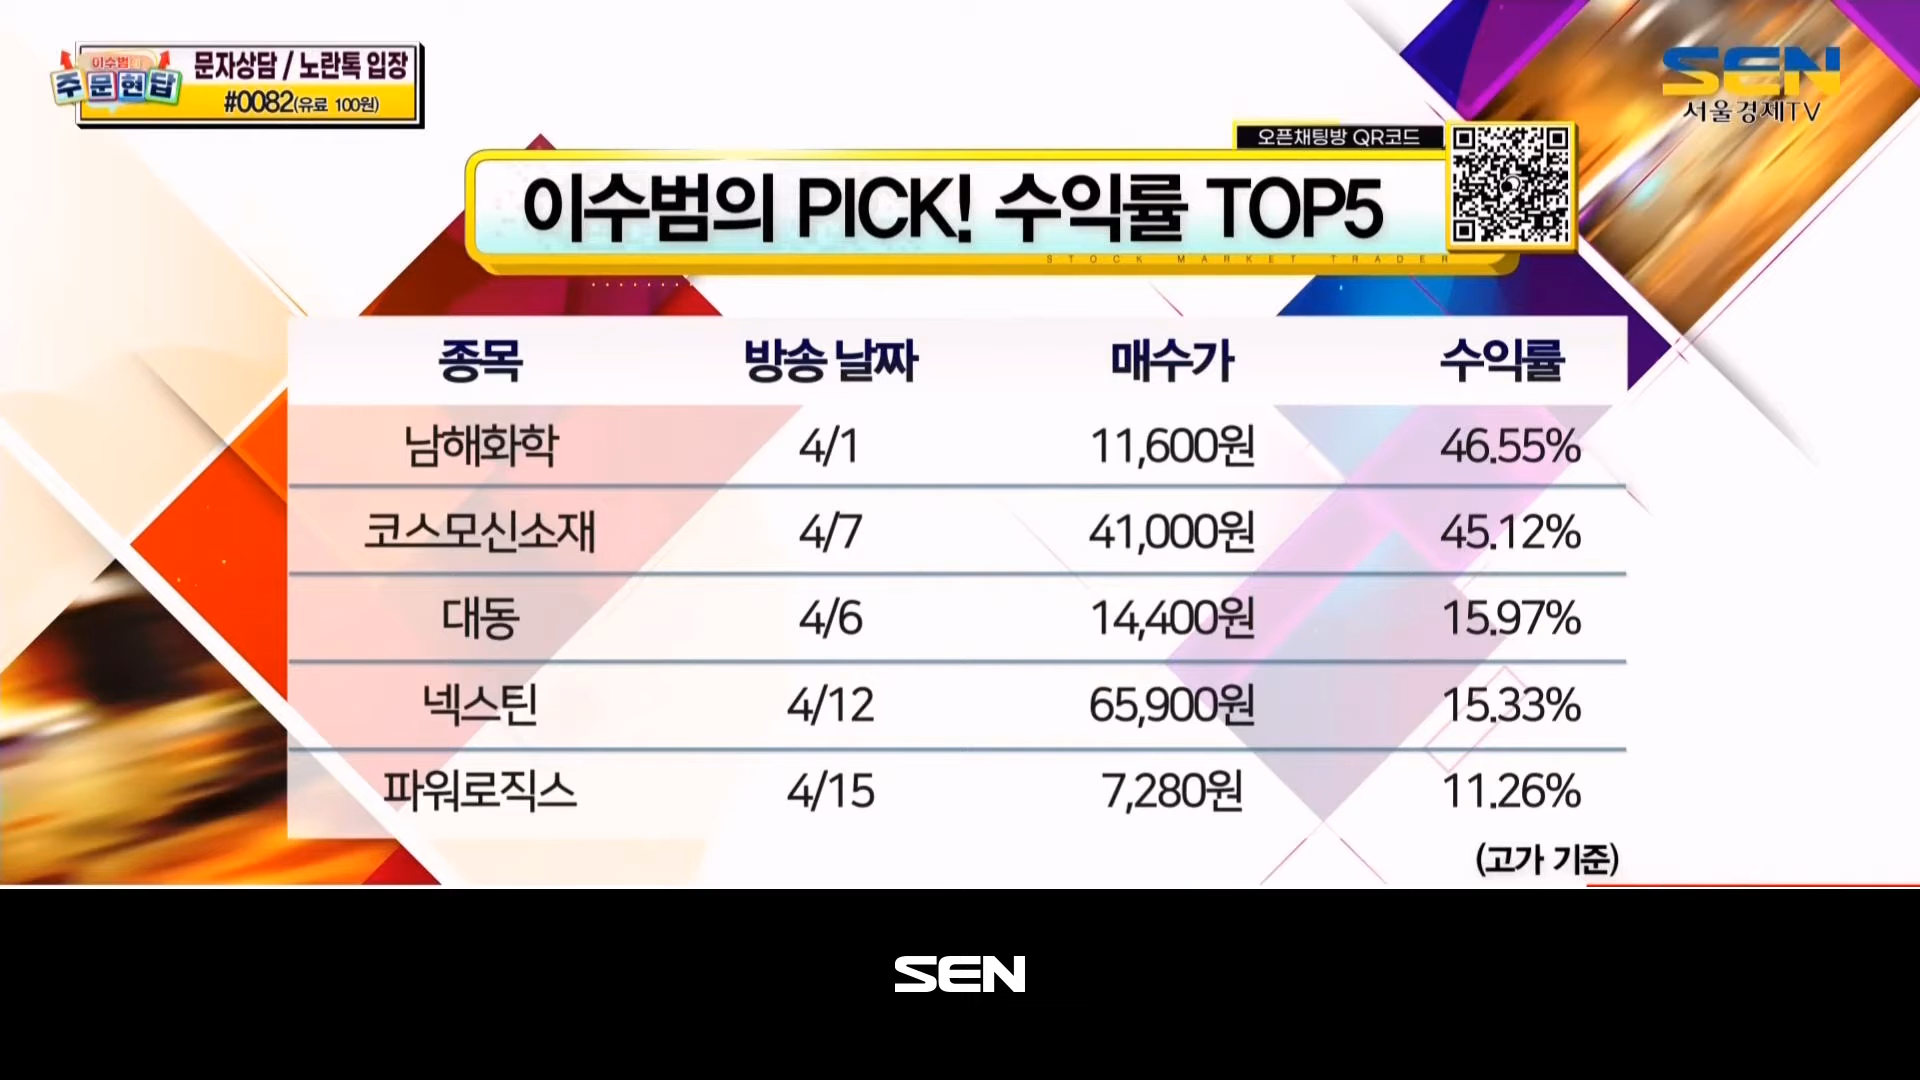 이수범의
주문현답
문자상담 / 노란톡 입장
#0082(유료 100원)
SEN
서울경제TV
오픈채팅방 QR코드
이수범의 PICK! 수익률 TOP5
STOCK MARKET TRADER
종목 방송 날짜 매수가 수익률
남해화학 4/1 11,600원 46.55%
코스모신소재 4/7 41,000원 45.12%
대동 4/6 14,400원 15.97%
넥스틴 4/12 65,900원 15.33%
파워로직스 4/15 7,280원 11.26%
(고가 기준)
SEN